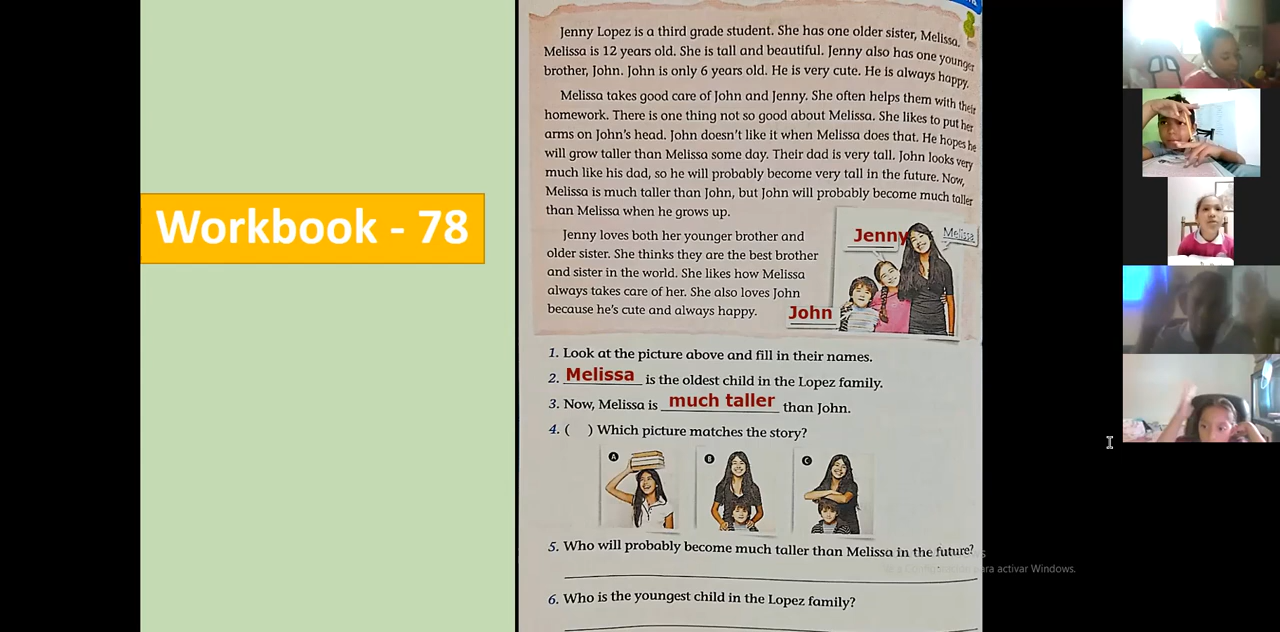 Workbook - 78
Jenny Lopez is a third grade student. She has one older sister, Melissa.
Melissa is 12 years old. She is tall and beautiful. Jenny also has one younger
brother, John. John is only 6 years old. He is very cute. He is always happy.
Melissa takes good care of John and Jenny. She often helps them with their
homework. There is one thing not so good about Melissa. She likes to put her
arms on John's head. John doesn't like it when Melissa does that. He hopes he
will grow taller than Melissa some day. Their dad is very tall. John looks very
much like his dad, so he will probably become very tall in the future. Now,
Melissa is much taller than John, but John will probably become much taller
than Melissa when he grows up.
Jenny loves both her younger brother and
older sister. She thinks they are the best brother
and sister in the world. She likes how Melissa
always takes care of her. She also loves John
because he's cute and always happy.
Jenny
Melissa
John
1. Look at the picture above and fill in their names.
2. Melissa is the oldest child in the Lopez family.
3. Now, Melissa is much taller than John.
4. ( ) Which picture matches the story?
A
B
C
5. Who will probably become much taller than Melissa in the future?
para activar Windows.
6. Who is the youngest child in the Lopez family?